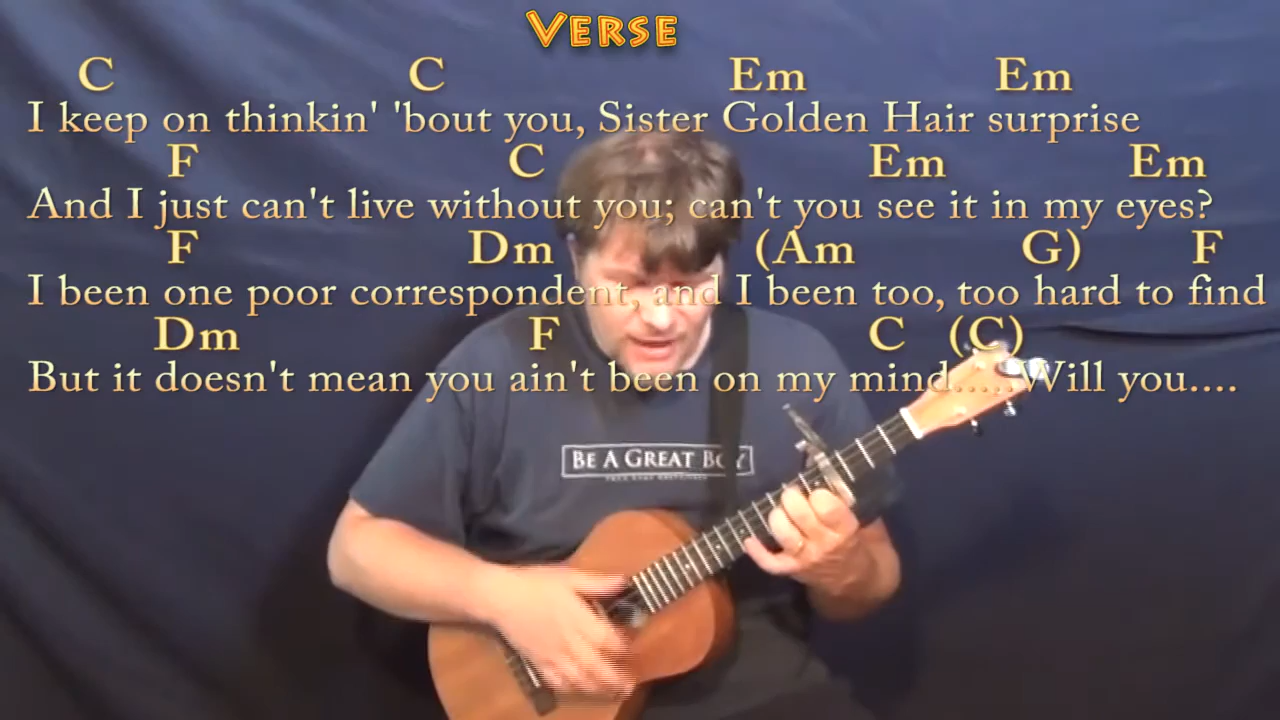 VERSE
C C Em Em
I keep on thinkin' 'bout you, Sister Golden Hair surprise
F C Em Em
And I just can't live without you; can't you see it in my eyes?
F Dm (Am G) F
I been one poor correspondent, and I been too, too hard to find
Dm F C (C)
But it doesn't mean you ain't been on my mind.....Will you....
BE A GREAT BOY